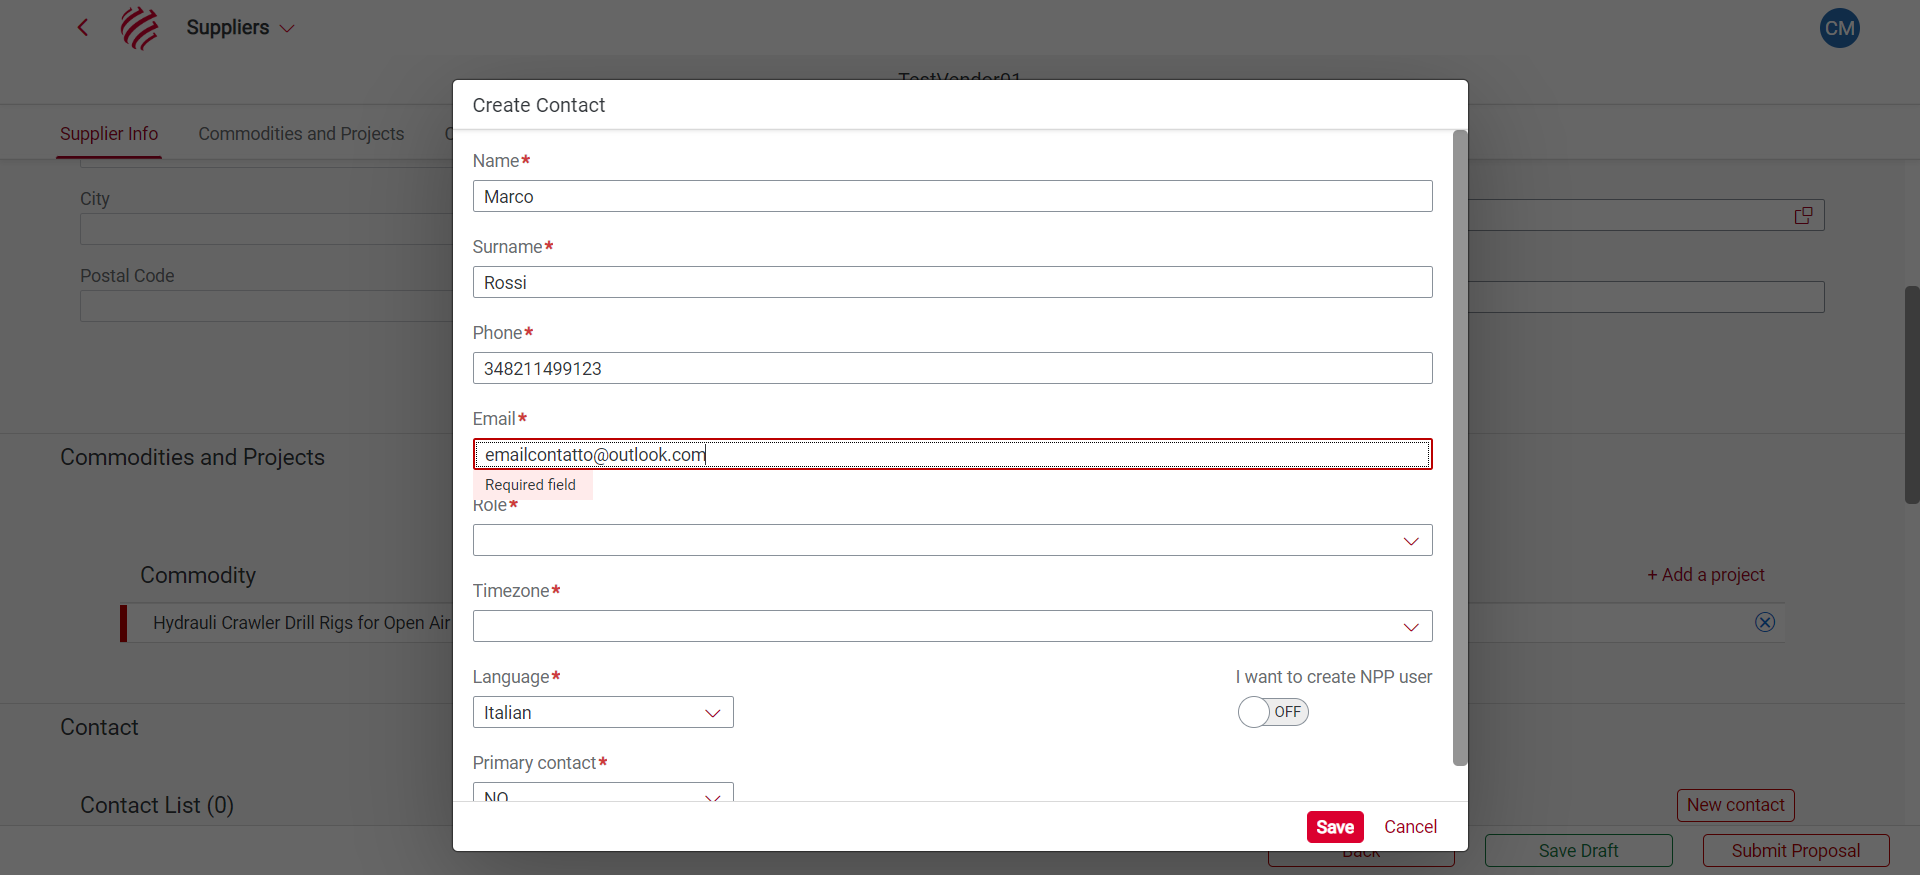 Suppliers
CM
TestVendor01
Supplier Info
Commodities and Projects
City
Postal Code
Commodities and Projects
Commodity
+ Add a project
Hydrauli Crawler Drill Rigs for Open Air
Contact
Contact List (0)
New contact
Back
Save Draft
Submit Proposal
Create Contact
Name*
Marco
Surname*
Rossi
Phone*
348211499123
Email*
emailcontatto@outlook.com
Required field
Role*
Timezone*
Language*
I want to create NPP user
Italian
OFF
Primary contact*
NO
Save
Cancel